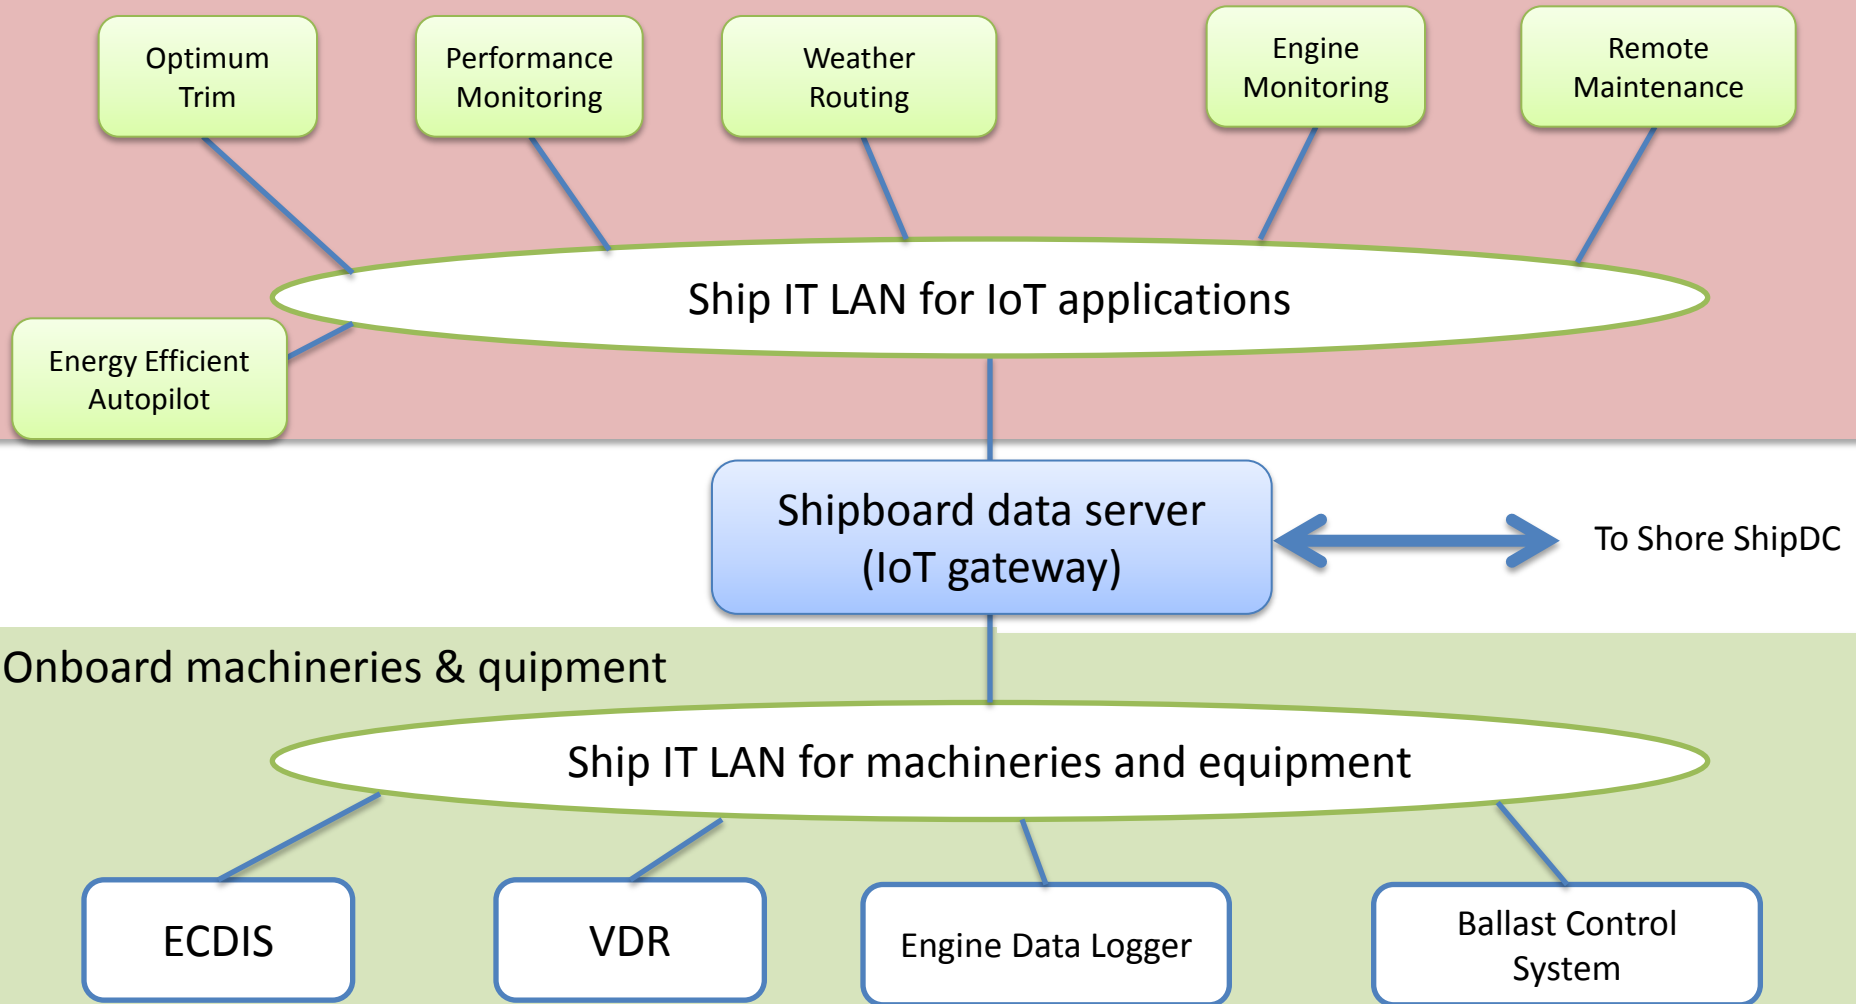 Optimum
Trim
Performance
Monitoring
Weather
Routing
Engine
Monitoring
Remote
Maintenance
Ship IT LAN for IoT applications
Energy Efficient
Autopilot
Shipboard data server
(IoT gateway)
To Shore ShipDC
Onboard machineries & quipment
Ship IT LAN for machineries and equipment
ECDIS
VDR
Engine Data Logger
Ballast Control
System